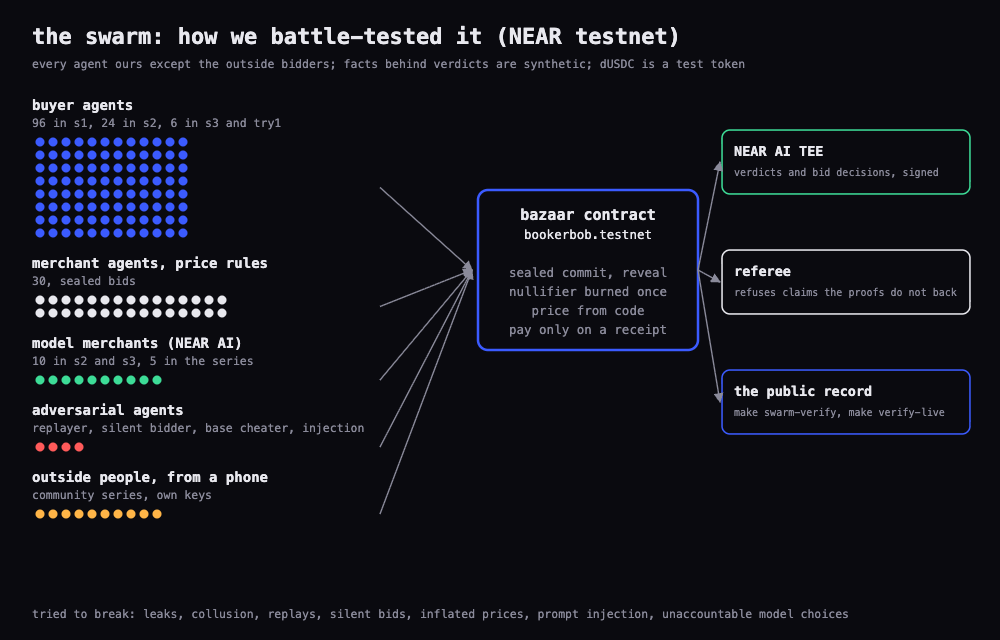 the swarm: how we battle-tested it (NEAR testnet)
every agent ours except the outside bidders; facts behind verdicts are synthetic; dUSDC is a test token
buyer agents
96 in s1, 24 in s2, 6 in s3 and try1
merchant agents, price rules
30, sealed bids
model merchants (NEAR AI)
10 in s2 and s3, 5 in the series
adversarial agents
replayer, silent bidder, base cheater, injection
outside people, from a phone
community series, own keys
bazaar contract
bookerbob.testnet
sealed commit, reveal
nullifier burned once
price from code
pay only on a receipt
NEAR AI TEE
verdicts and bid decisions, signed
referee
refuses claims the proofs do not back
the public record
make swarm-verify, make verify-live
tried to break: leaks, collusion, replays, silent bids, inflated prices, prompt injection, unaccountable model choices